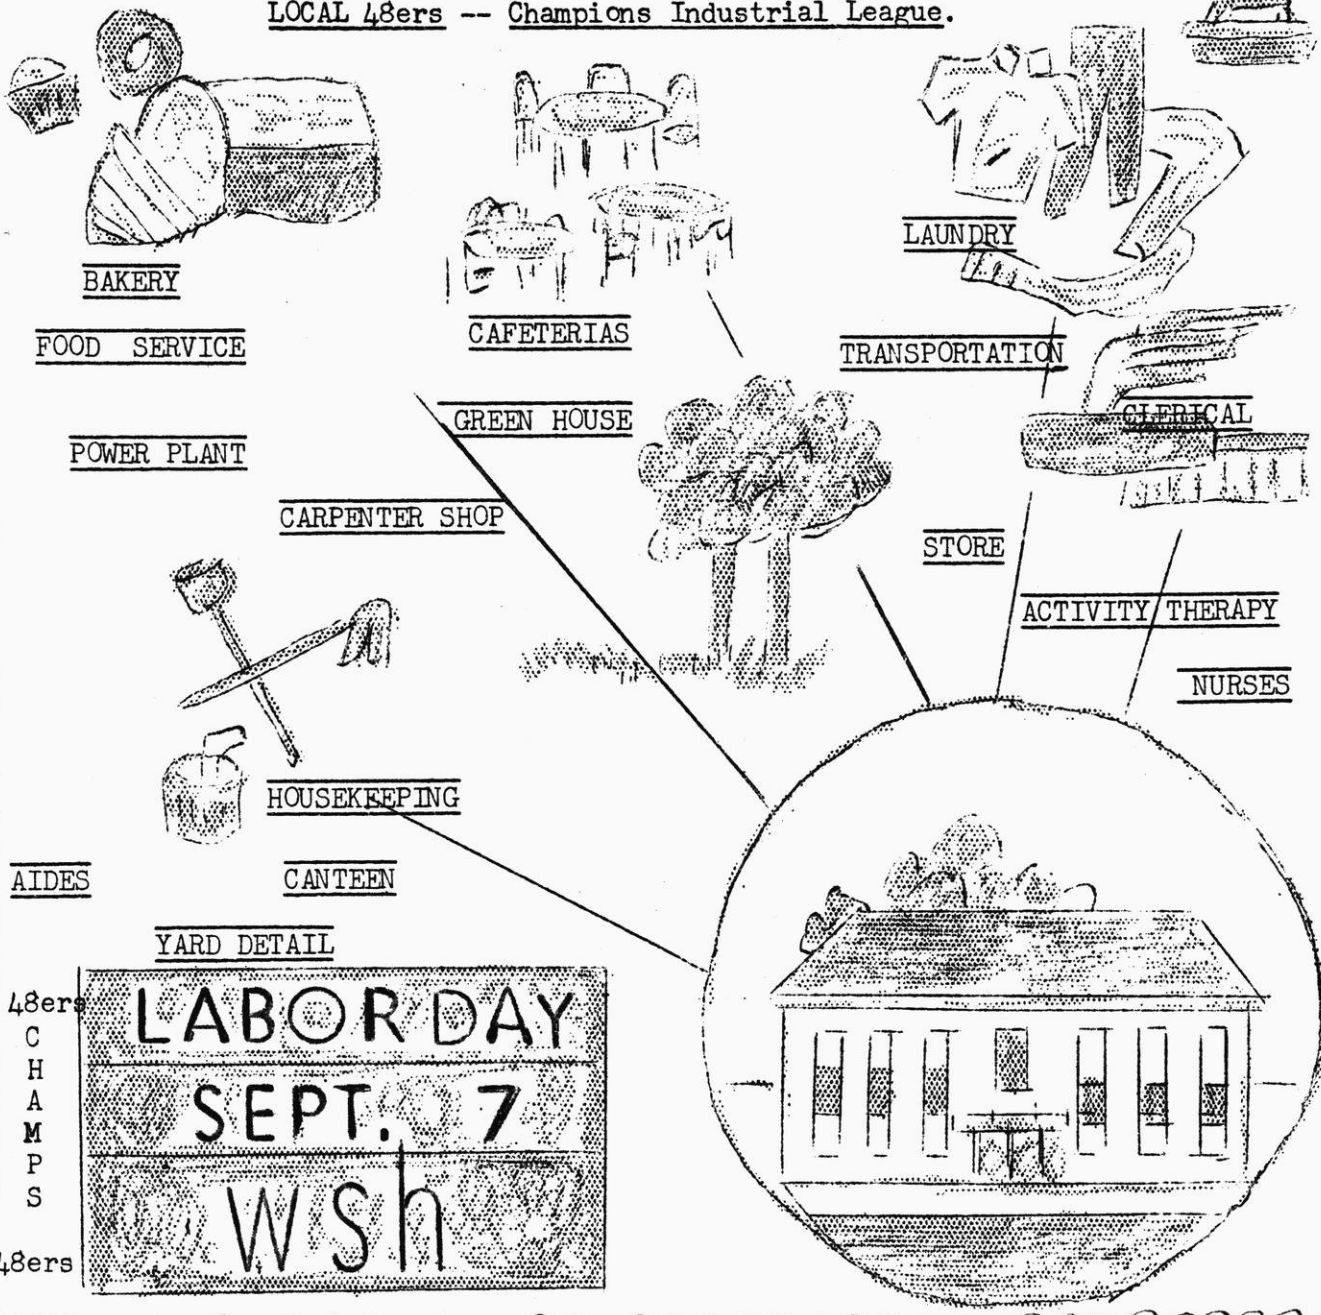 LOCAL 48ers -- Champions Industrial League.
LAUNDRY
BAKERY
CAFETERIAS
FOOD SERVICE
TRANSPORTATION
CLERICAL
GREEN HOUSE
POWER PLANT
CARPENTER SHOP
STORE
ACTIVITY THERAPY
NURSES
HOUSEKEEPING
AIDES
CANTEEN
YARD DETAIL
48ers
C
H
A
M
P
S
48ers
LABOR DAY
SEPT. 7
wsh